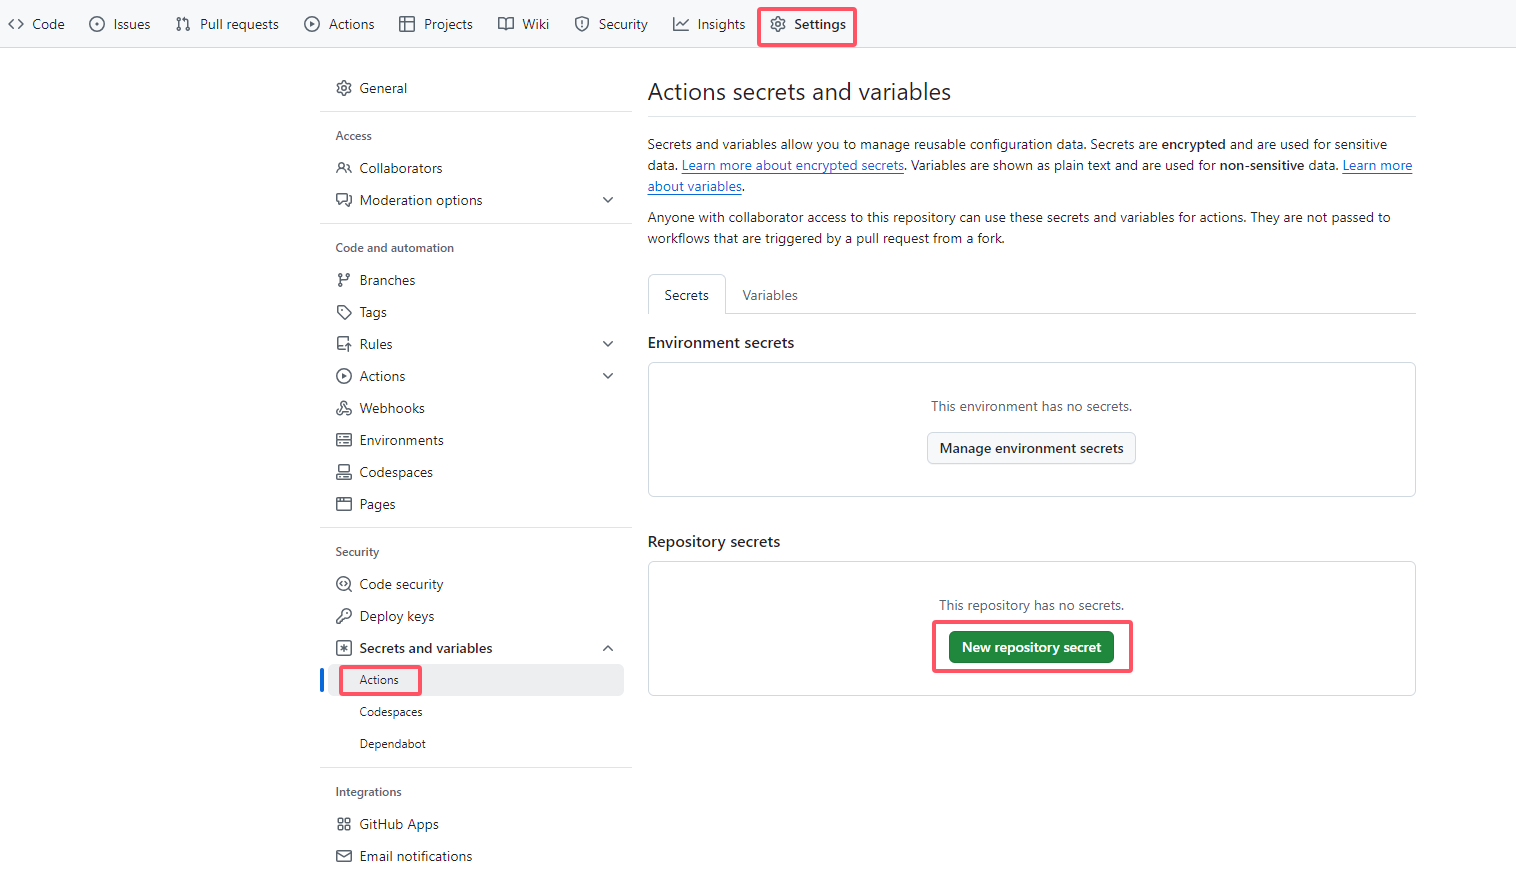 Code Issues Pull requests Actions Projects Wiki Security Insights Settings
General
Access
Collaborators
Moderation options
Code and automation
Branches
Tags
Rules
Actions
Webhooks
Environments
Codespaces
Pages
Security
Code security
Deploy keys
Secrets and variables
Actions
Codespaces
Dependabot
Integrations
GitHub Apps
Email notifications
Actions secrets and variables
Secrets and variables allow you to manage reusable configuration data. Secrets are encrypted and are used for sensitive
data. Learn more about encrypted secrets. Variables are shown as plain text and are used for non-sensitive data. Learn more
about variables.
Anyone with collaborator access to this repository can use these secrets and variables for actions. They are not passed to
workflows that are triggered by a pull request from a fork.
Secrets Variables
Environment secrets
This environment has no secrets.
Manage environment secrets
Repository secrets
This repository has no secrets.
New repository secret